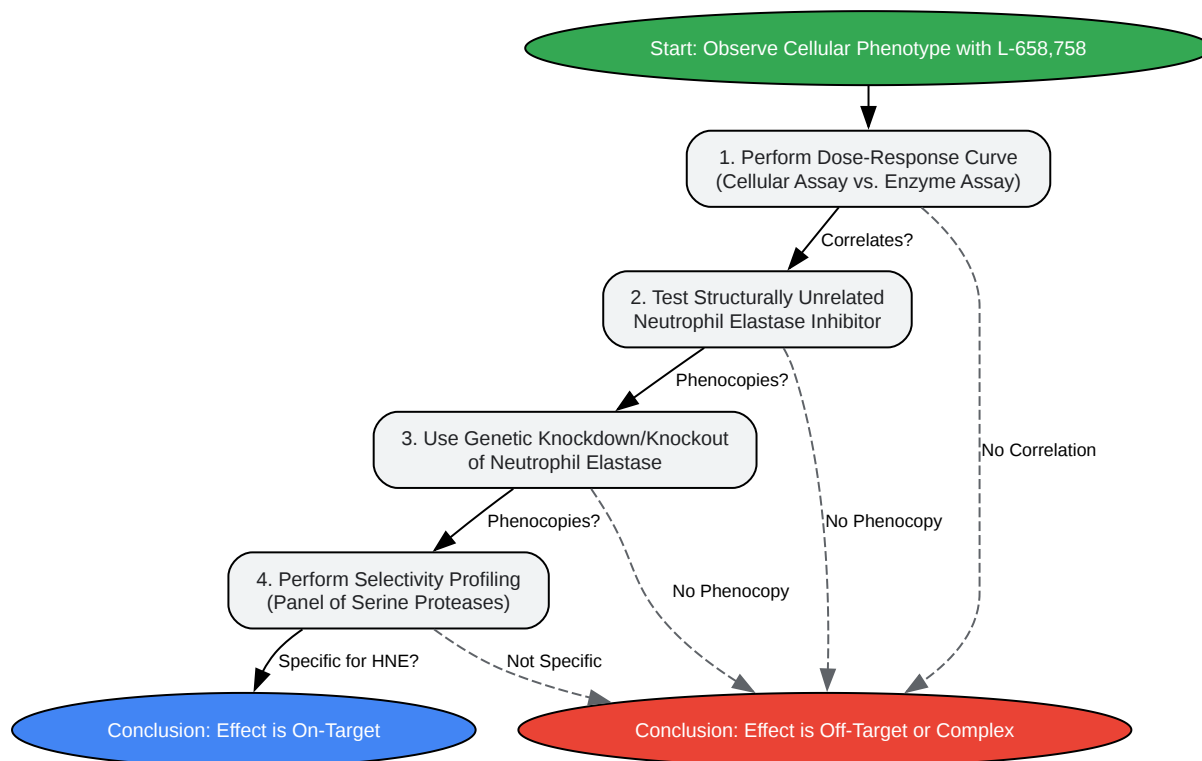 Start: Observe Cellular Phenotype with L-658,758
1. Perform Dose-Response Curve
(Cellular Assay vs. Enzyme Assay)
Correlates?
2. Test Structurally Unrelated
Neutrophil Elastase Inhibitor
Phenocopies?
3. Use Genetic Knockdown/Knockout
of Neutrophil Elastase
No Correlation
Phenocopies?
No Phenocopy
4. Perform Selectivity Profiling
(Panel of Serine Proteases)
No Phenocopy
Specific for HNE?
Not Specific
Conclusion: Effect is On-Target
Conclusion: Effect is Off-Target or Complex